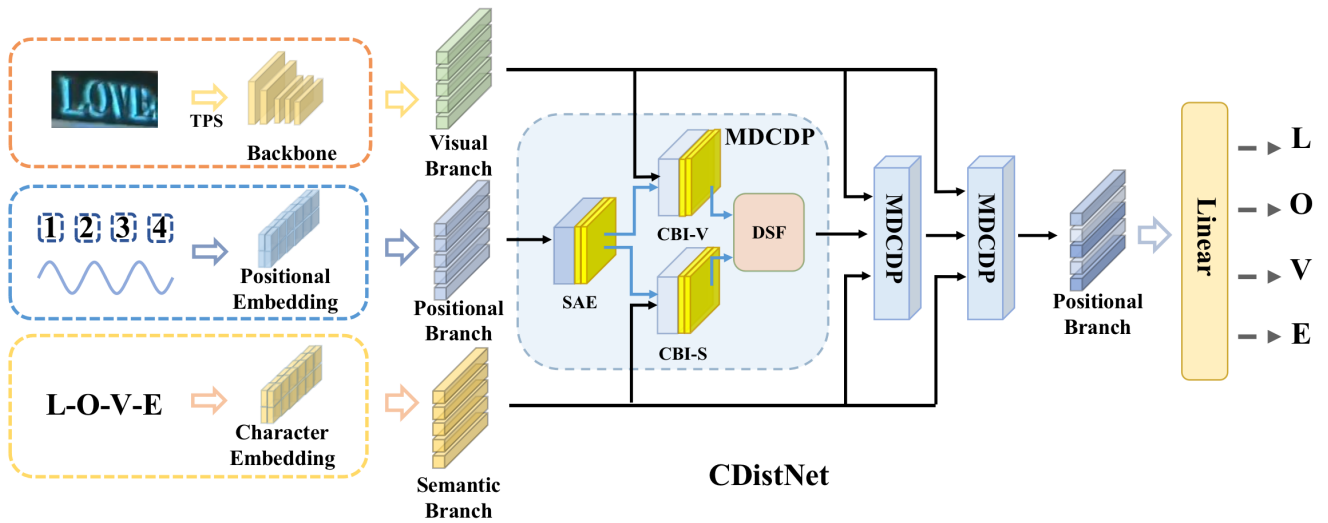 LOVE
TPS
Backbone
Visual
Branch
1 2 3 4
Positional
Embedding
Positional
Branch
L-O-V-E
Character
Embedding
Semantic
Branch
MDCDP
SAE
CBI-V
CBI-S
DSF
MDCDP
MDCDP
Positional
Branch
Linear
L
O
V
E
CDistNet